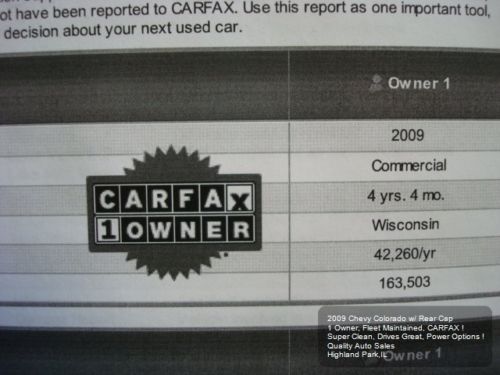 ot have been reported to CARFAX. Use this report as one important tool,
decision about your next used car.
Owner 1
2009
Commercial
CARFAX
1 OWNER
4 yrs. 4 mo.
Wisconsin
42,260/yr
163,503
2009 Chevy Colorado w/ Rear Cap
1 Owner, Fleet Maintained, CARFAX !
Super Clean, Drives Great, Power Options !
Quality Auto Sales
Highland Park,IL
Owner 1